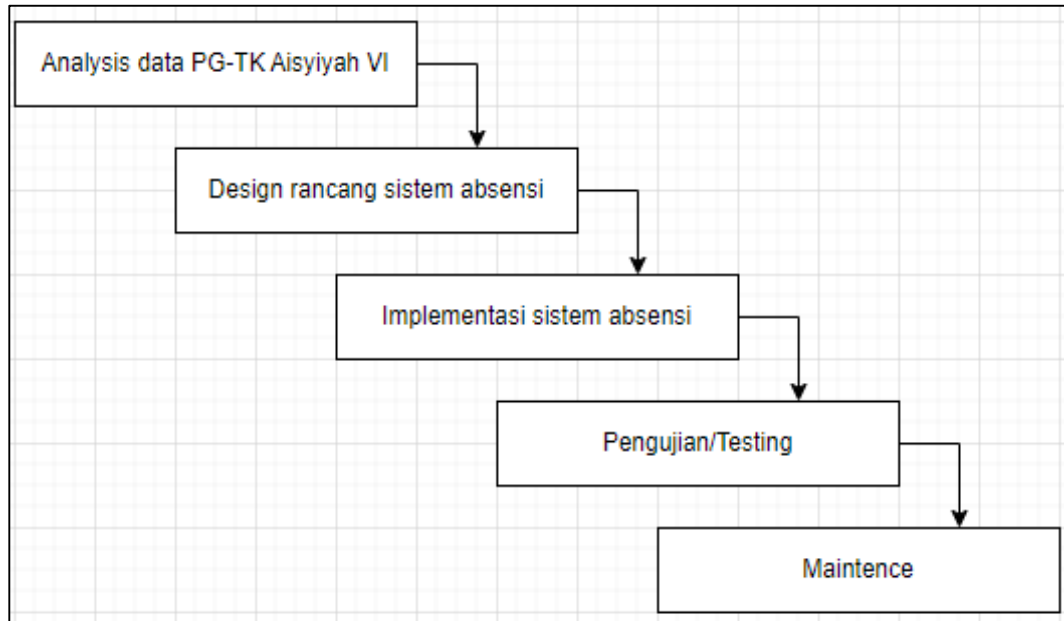 Analysis data PG-TK Aisyiyah VI
Design rancang sistem absensi
Implementasi sistem absensi
Pengujian/Testing
Maintence